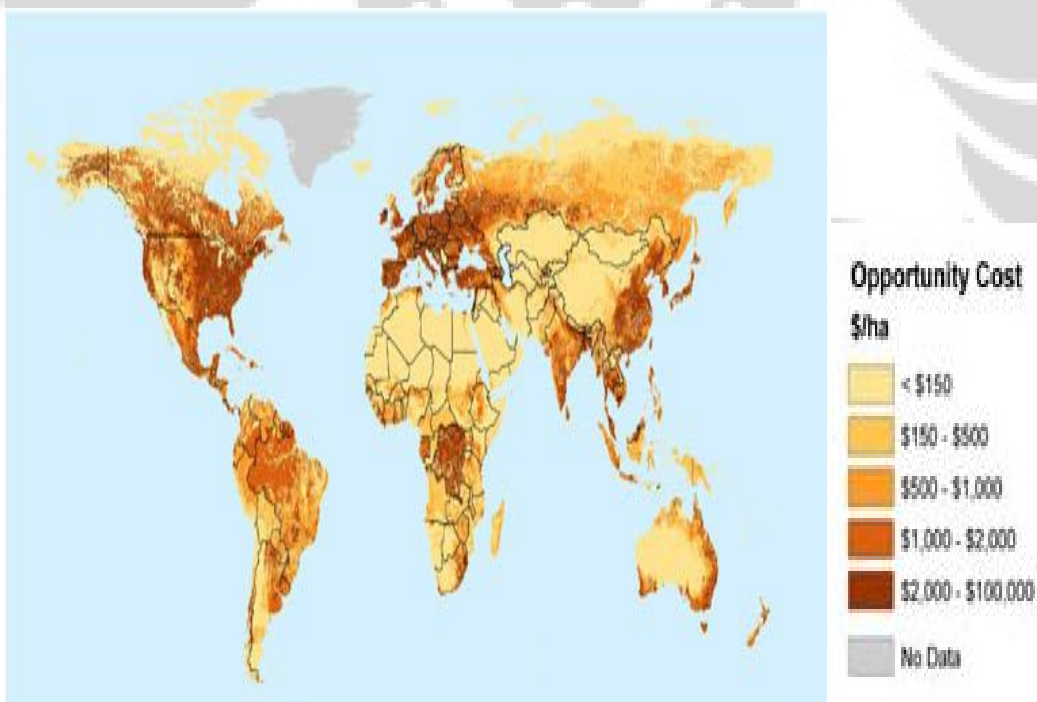 Opportunity Cost
$/ha
< $150
$150 - $500
$500 - $1,000
$1,000 - $2,000
$2,000 - $100,000
No Data